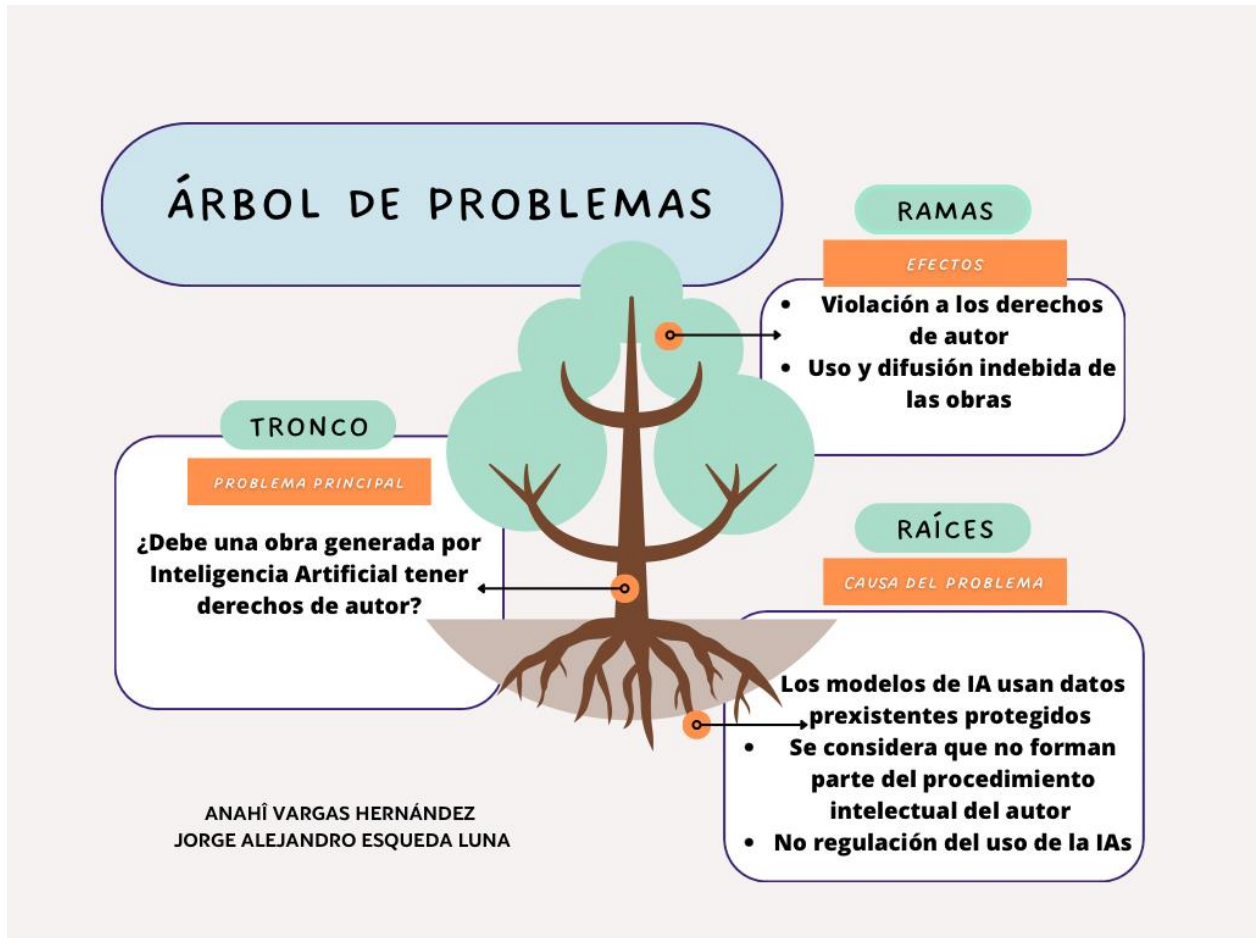 ÁRBOL DE PROBLEMAS
RAMAS
EFECTOS
• Violación a los derechos
de autor
• Uso y difusión indebida de
las obras
TRONCO
PROBLEMA PRINCIPAL
¿Debe una obra generada por
Inteligencia Artificial tener
derechos de autor?
RAÍCES
CAUSA DEL PROBLEMA
Los modelos de IA usan datos
prexistentes protegidos
• Se considera que no forman
parte del procedimiento
intelectual del autor
• No regulación del uso de la IAs
ANAHÎ VARGAS HERNÁNDEZ
JORGE ALEJANDRO ESQUEDA LUNA